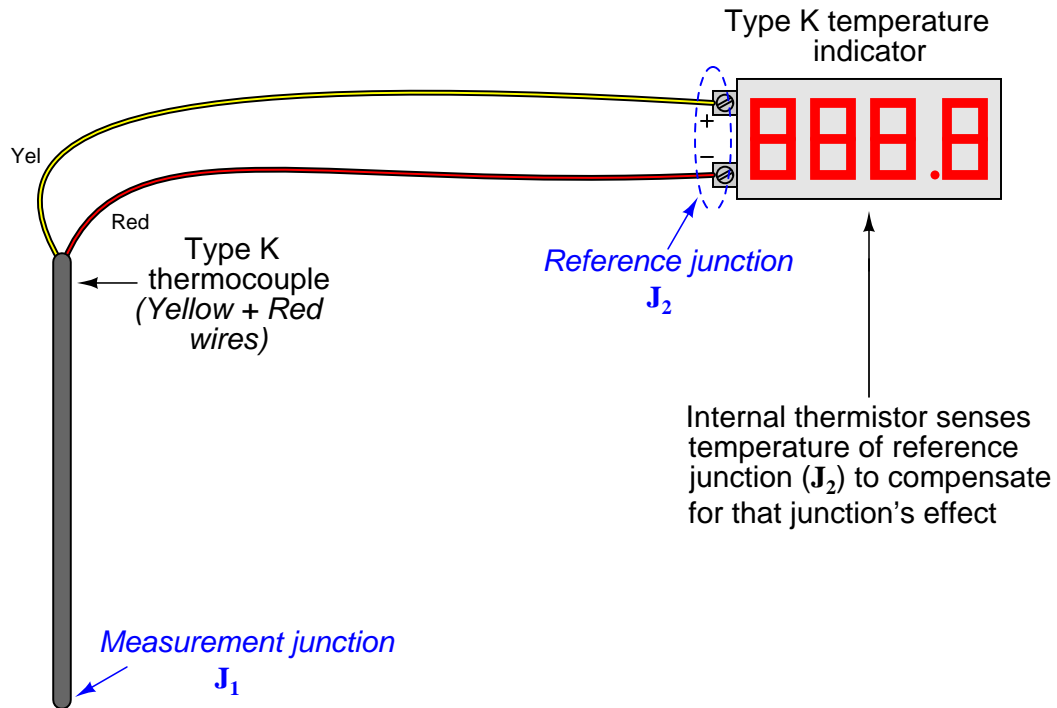 Type K temperature
indicator
Yel
+
–
888.8
Red
Type K
thermocouple
(Yellow + Red
wires)
Reference junction
J₂
Internal thermistor senses
temperature of reference
junction (J₂) to compensate
for that junction's effect
Measurement junction
J₁